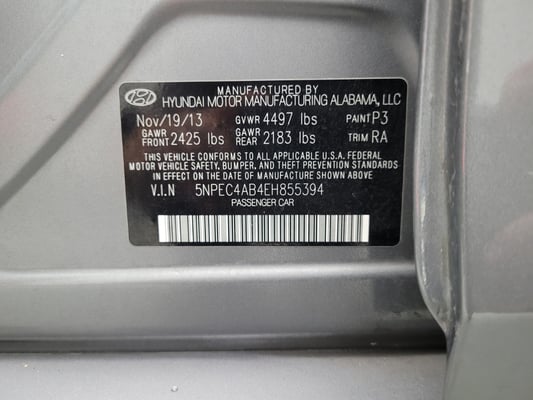 MANUFACTURED BY
HYUNDAI MOTOR MANUFACTURING ALABAMA, LLC
Nov/19/13 GVWR 4497 lbs PAINT P3
GAWR FRONT 2425 lbs GAWR REAR 2183 lbs TRIM RA
THIS VEHICLE CONFORMS TO ALL APPLICABLE U.S.A. FEDERAL
MOTOR VEHICLE SAFETY, BUMPER, AND THEFT PREVENTION STANDARDS
IN EFFECT ON THE DATE OF MANUFACTURE SHOWN ABOVE
V.I.N 5NPEC4AB4EH855394
PASSENGER CAR